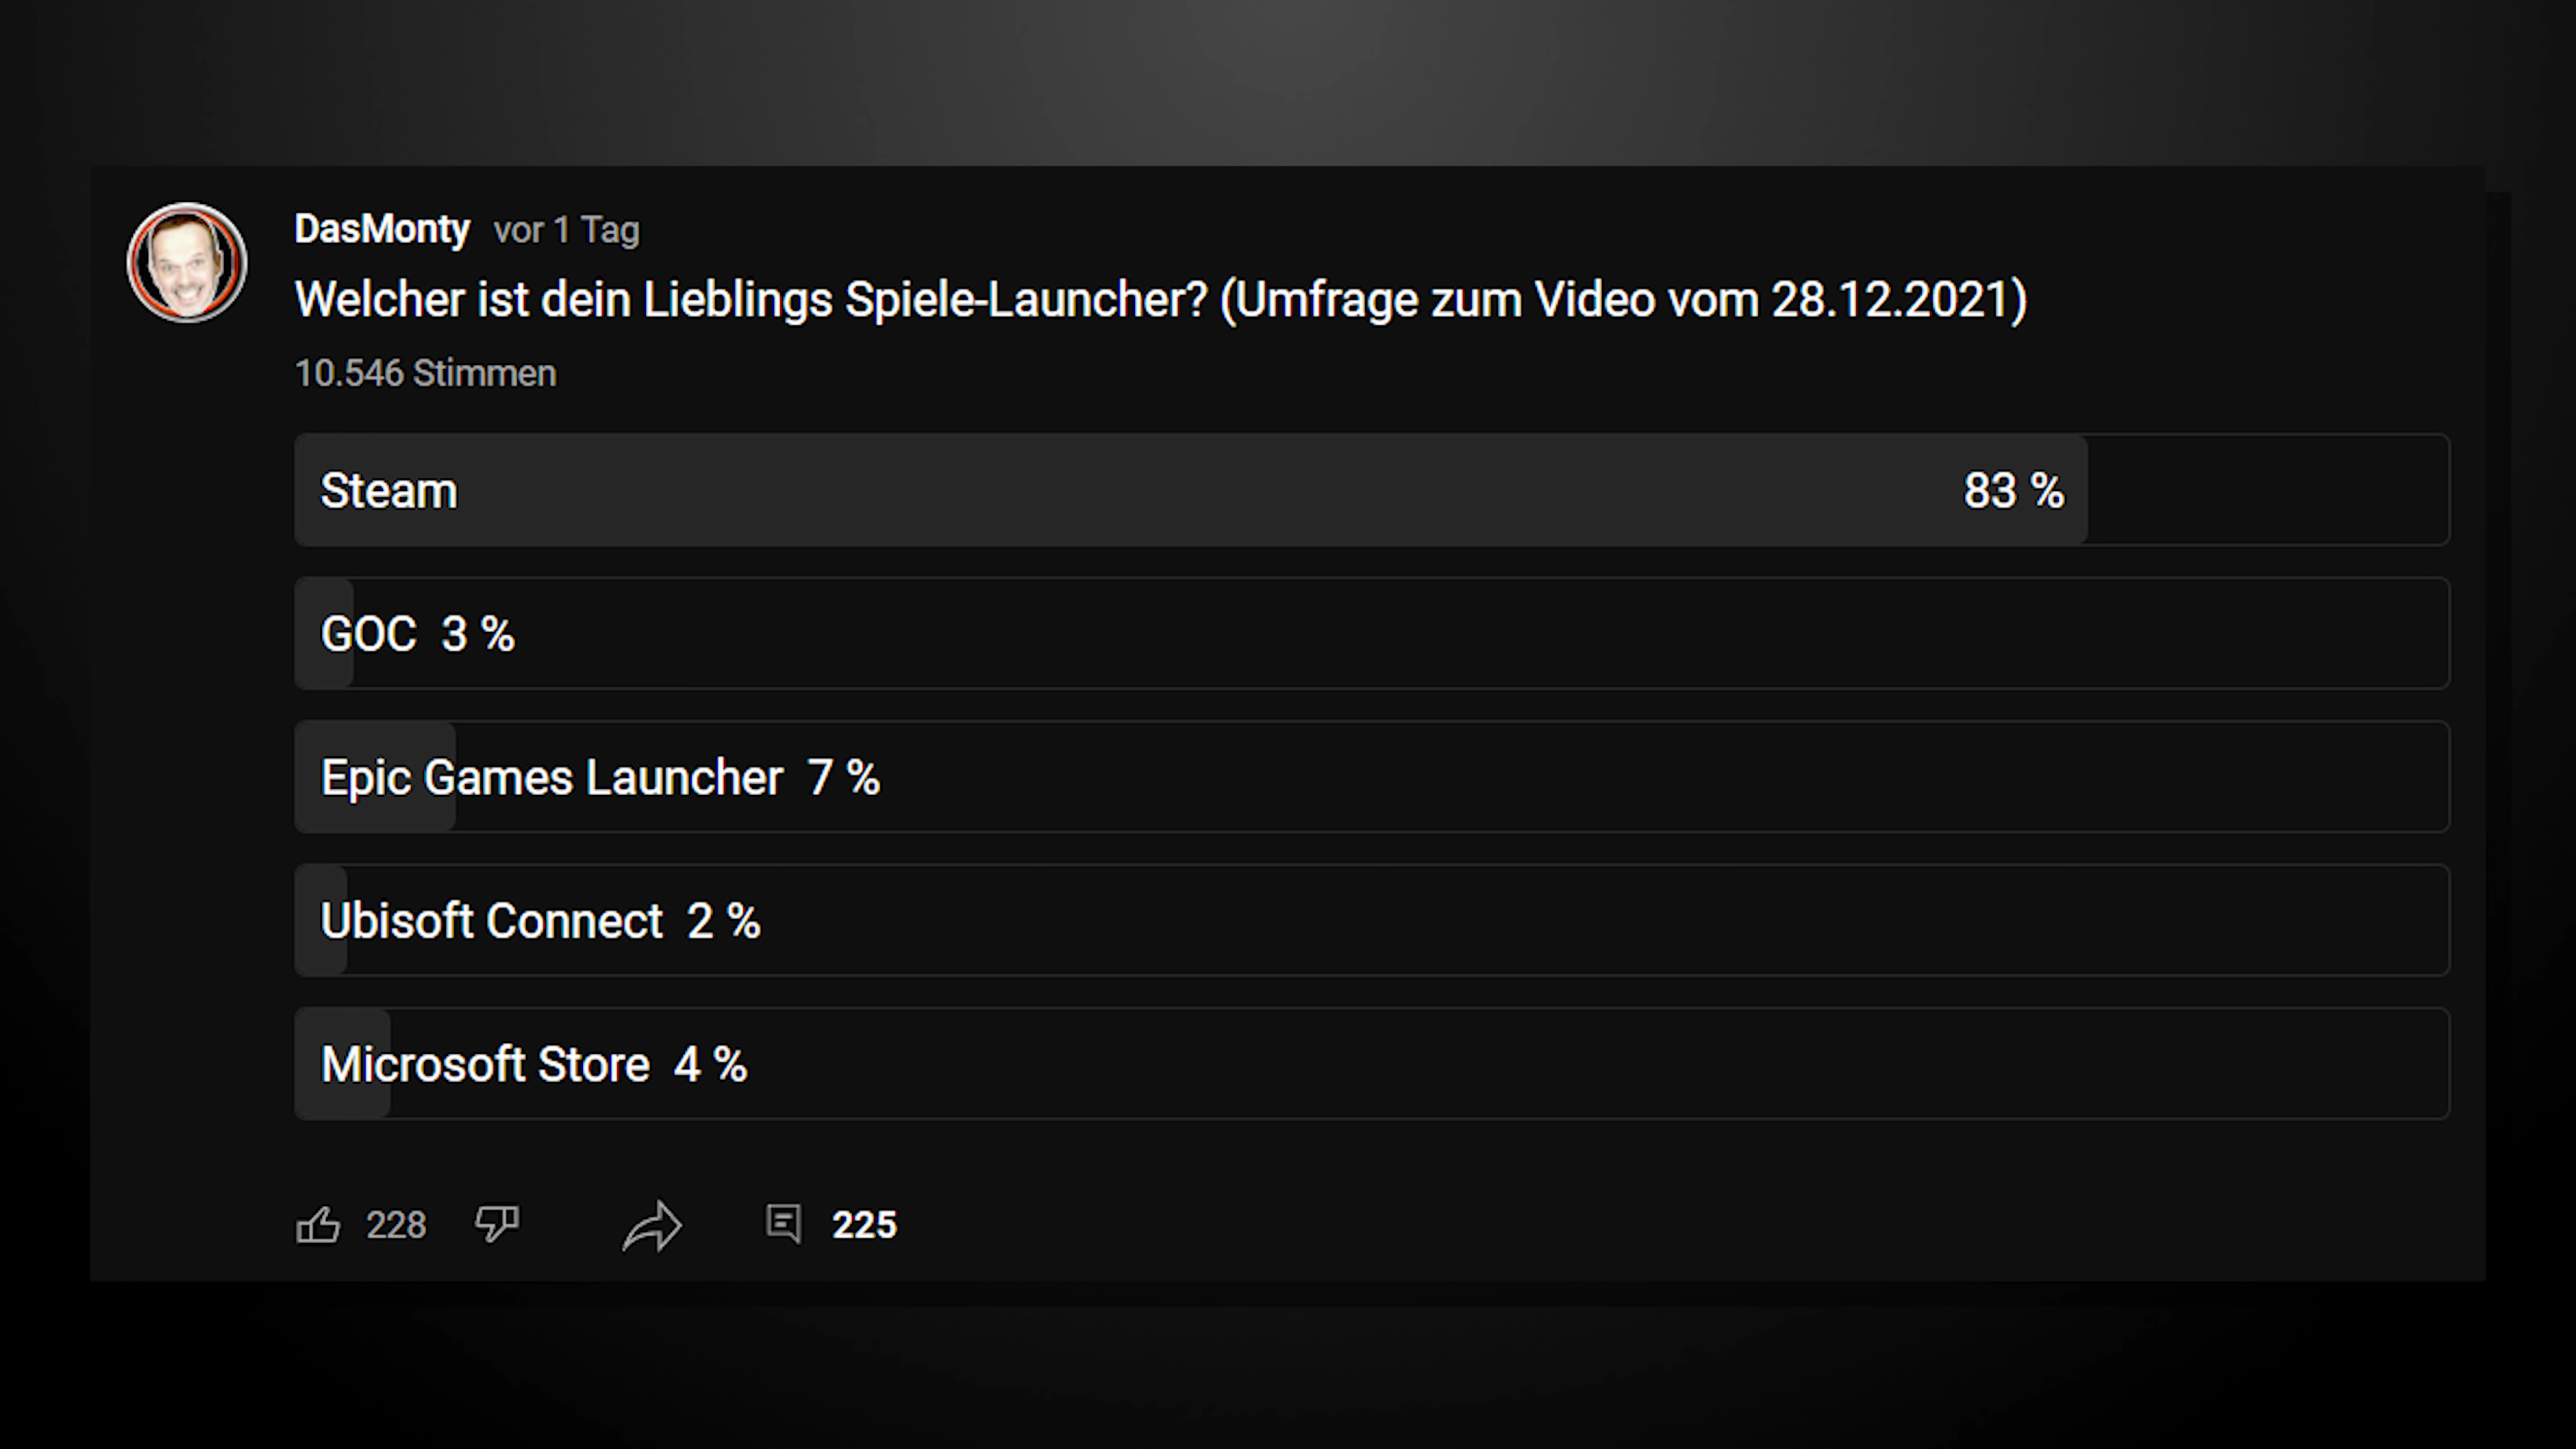 DasMonty vor 1 Tag
Welcher ist dein Lieblings Spiele-Launcher? (Umfrage zum Video vom 28.12.2021)
10.546 Stimmen
Steam 83 %
GOC 3 %
Epic Games Launcher 7 %
Ubisoft Connect 2 %
Microsoft Store 4 %
228 225